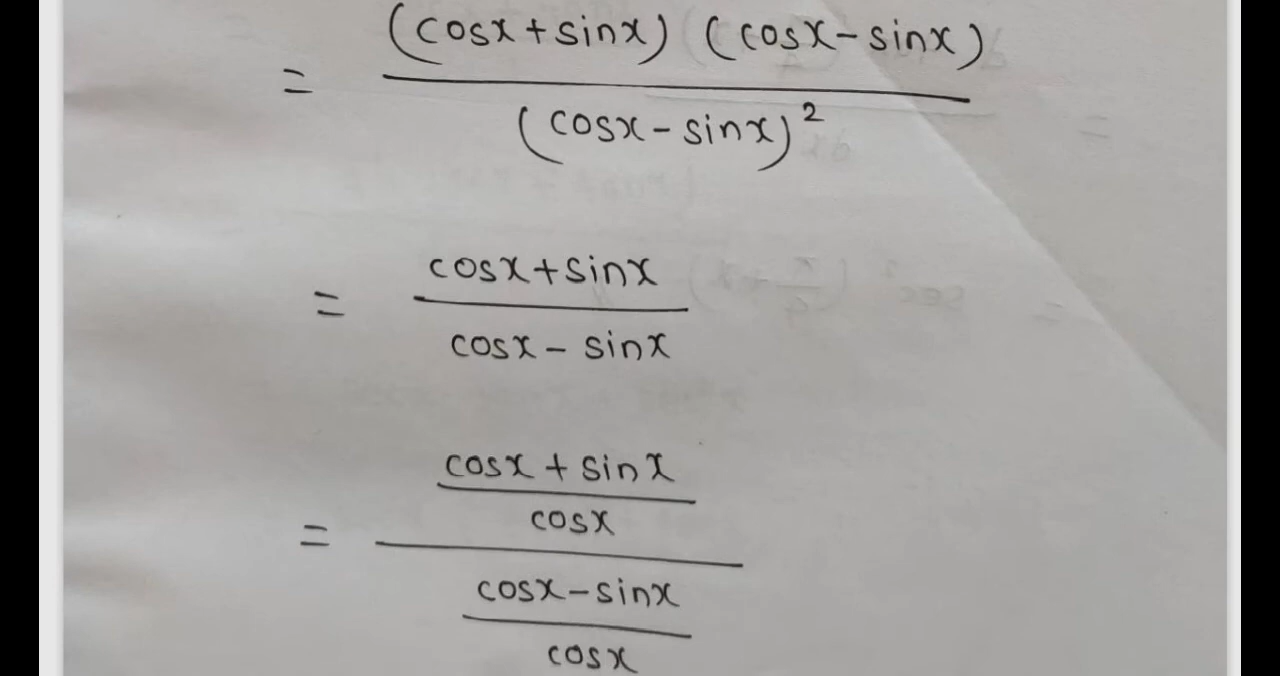 = (cosx + sinx) (cosx - sinx)
(cosx - sinx)²
= cosx + sinx
cosx - sinx
= cosx + sinx
cosx
cosx - sinx
cosx